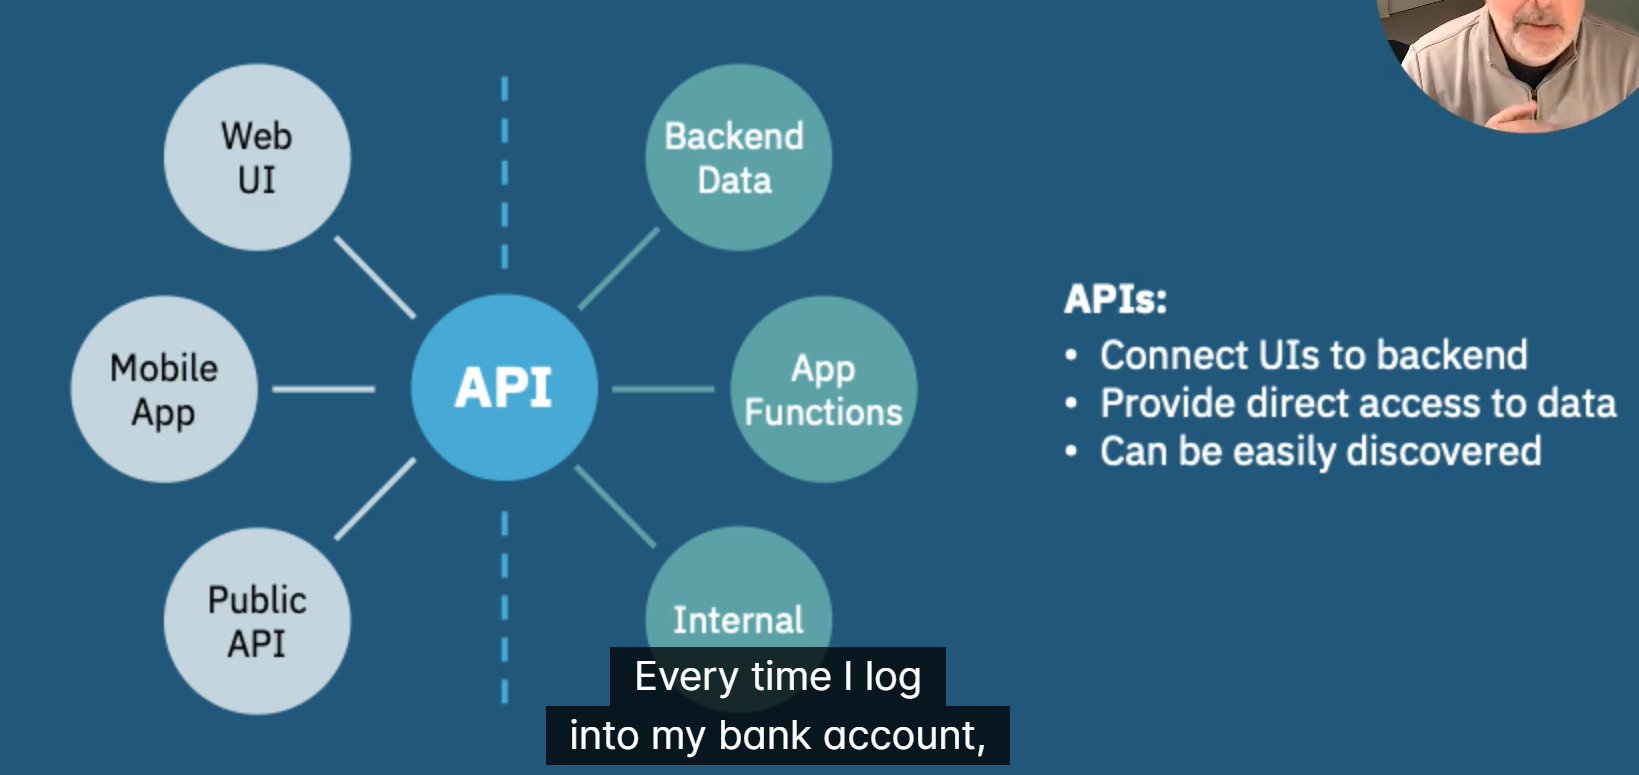 Web
UI
Backend
Data
Mobile
App
API
App
Functions
Public
API
Internal
APIs:
• Connect UIs to backend
• Provide direct access to data
• Can be easily discovered
Every time I log
into my bank account,